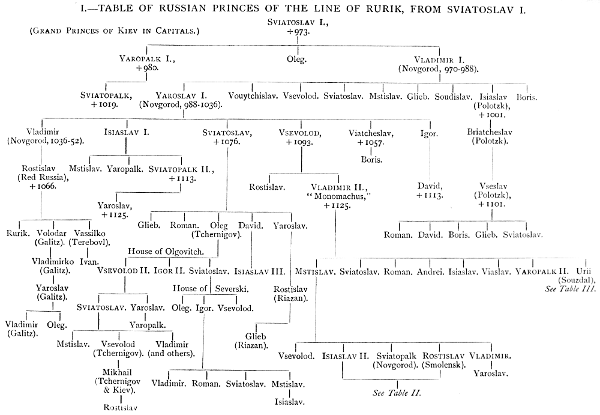 I.—TABLE OF RUSSIAN PRINCES OF THE LINE OF RURIK, FROM SVIATOSLAV I.
SVIATOSLAV I.,
+973.
(GRAND PRINCES OF KIEV IN CAPITALS.)
YAROPALK I., Oleg. VLADIMIR I.
+980. (Novgorod, 970-988).
SVIATOPALK, YAROSLAV I. Vouytchislav. Vsevolod. Sviatoslav. Mstislav. Glieb. Soudislav. Isiaslav Boris.
+1019. (Novgorod, 988-1036). (Polotzk),
+1001.
Vladimir ISIASLAV I. SVIATOSLAV, VSEVOLOD, Viatcheslav Igor. Briatcheslav
(Novgorod, 1036-52). +1076. +1093. +1057. (Polotzk).
Boris.
Rostislav Mstislav. Yaropalk. SVIATOPALK II., Rostislav. VLADIMIR II., David, Vseslav
(Red Russia), +1113. "Monomachus," +1113. (Polotzk),
+1066. +1125. +1101.
Yaroslav,
+1125.
Rurik. Volodar Vassilko Glieb. Roman. Oleg David. Yaroslav. Roman. David. Boris. Glieb. Sviatoslav.
(Galitz). (Terebovl), (Tchernigov).
House of Olgovitch.
Vladimirko Ivan. VSEVOLOD II. IGOR II. Sviatoslav. ISIASLAV III. MSTISLAV. Sviatoslav. Roman. Andrei. Isiaslav. Viaslav. YAROPALK II. Urii
(Galitz). (Souzdal).
See Table III.
Yaroslav House of Severski. Rostislav
(Galitz). (Riazan).
SVIATOSLAV. Yaroslav. Oleg. Igor. Vsevolod.
Vladimir Oleg. Yaropalk. Glieb
(Galitz). (Riazan).
Mstislav. Vsevolod Vladimir Vsevolod. ISIASLAV II. Sviatopalk ROSTISLAV VLADIMIR.
(Tchernigov). (and others). (Novgorod). (Smolensk).
Yaroslav.
Mikhail Vladimir. Roman. Sviatoslav. Mstislav.
(Tchernigov See Table II.
& Kiev). Isiaslav.
Rostislav